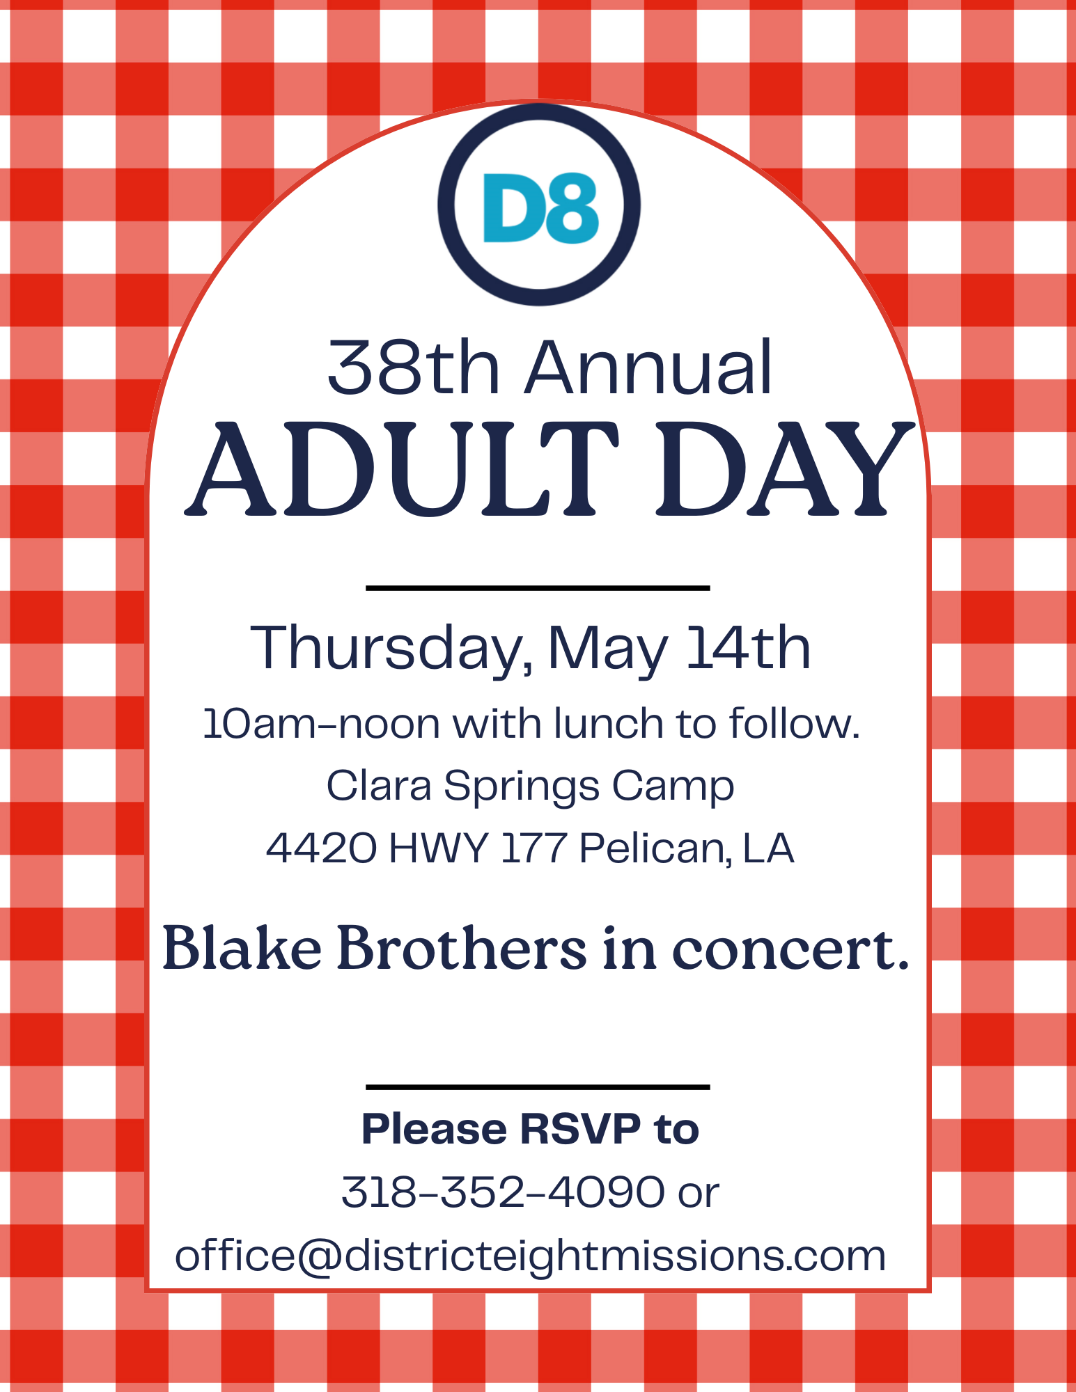 D8
38th Annual
ADULT DAY
Thursday, May 14th
10am-noon with lunch to follow.
Clara Springs Camp
4420 HWY 177 Pelican, LA
Blake Brothers in concert.
Please RSVP to
318-352-4090 or
office@districteightmissions.com